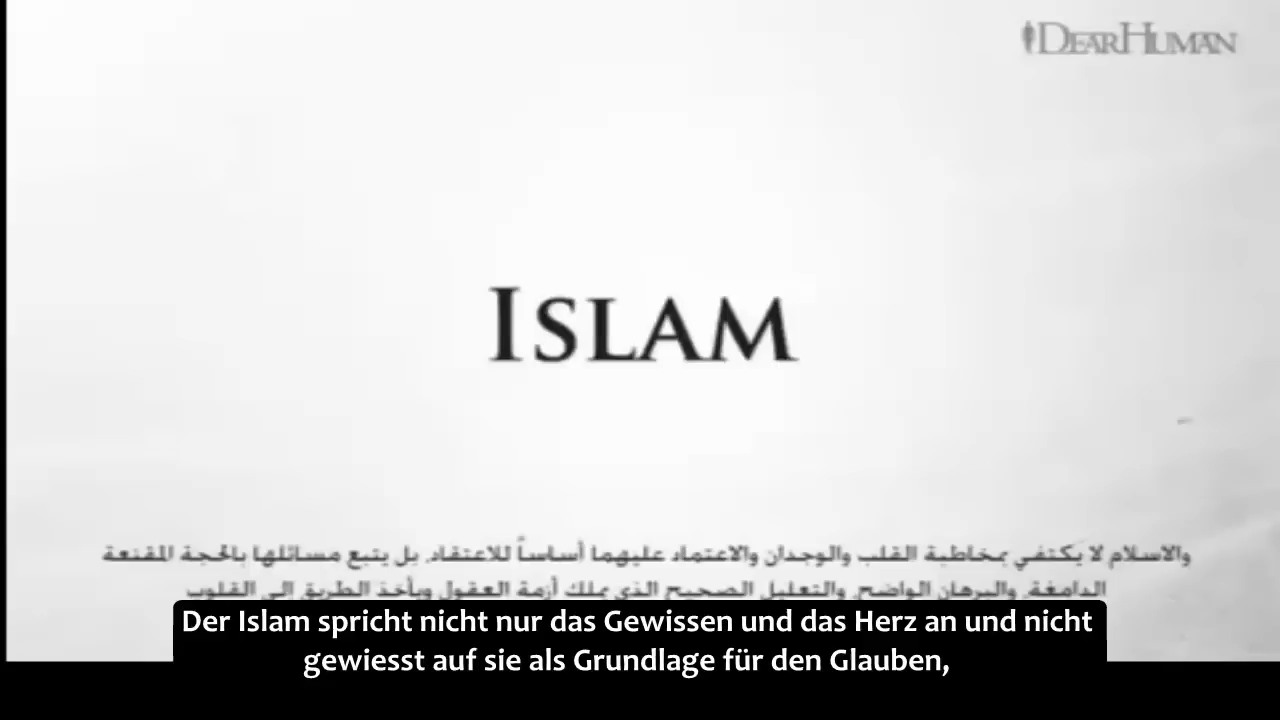 DEARHUMAN
ISLAM
والاسلام لا يكتفي بمخاطبة القلب والوجدان والاعتماد عليهما أساساً للاعتقاد. بل يتبع مسائلها بالحجة المقنعة
الدامغة، والبرهان الواضح، والتعليل الصحيح الذي يملك أزمة العقول ويأخذ الطريق الى القلوب
Der Islam spricht nicht nur das Gewissen und das Herz an und nicht
gewiesst auf sie als Grundlage für den Glauben,